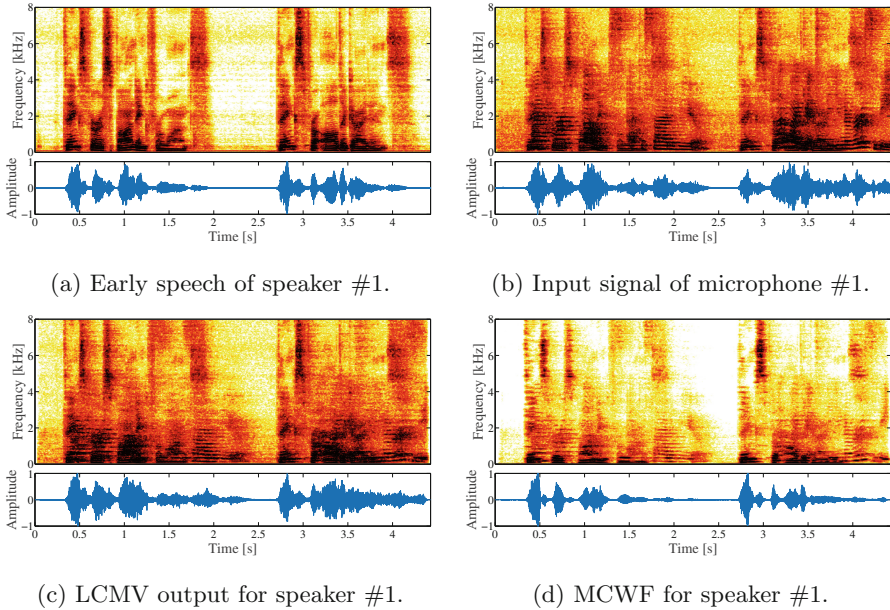 8
6
4
2
0
Frequency [kHz]
1
0
−1
Amplitude
0 0.5 1 1.5 2 2.5 3 3.5 4
Time [s]
(a) Early speech of speaker #1.
8
6
4
2
0
Frequency [kHz]
1
0
−1
Amplitude
0 0.5 1 1.5 2 2.5 3 3.5 4 4.5
Time [s]
(b) Input signal of microphone #1.
8
6
4
2
0
Frequency [kHz]
1
0
−1
Amplitude
0 0.5 1 1.5 2 2.5 3 3.5 4
Time [s]
(c) LCMV output for speaker #1.
8
6
4
2
0
Frequency [kHz]
1
0
−1
Amplitude
0 0.5 1 1.5 2 2.5 3 3.5 4 4.5
Time [s]
(d) MCWF for speaker #1.